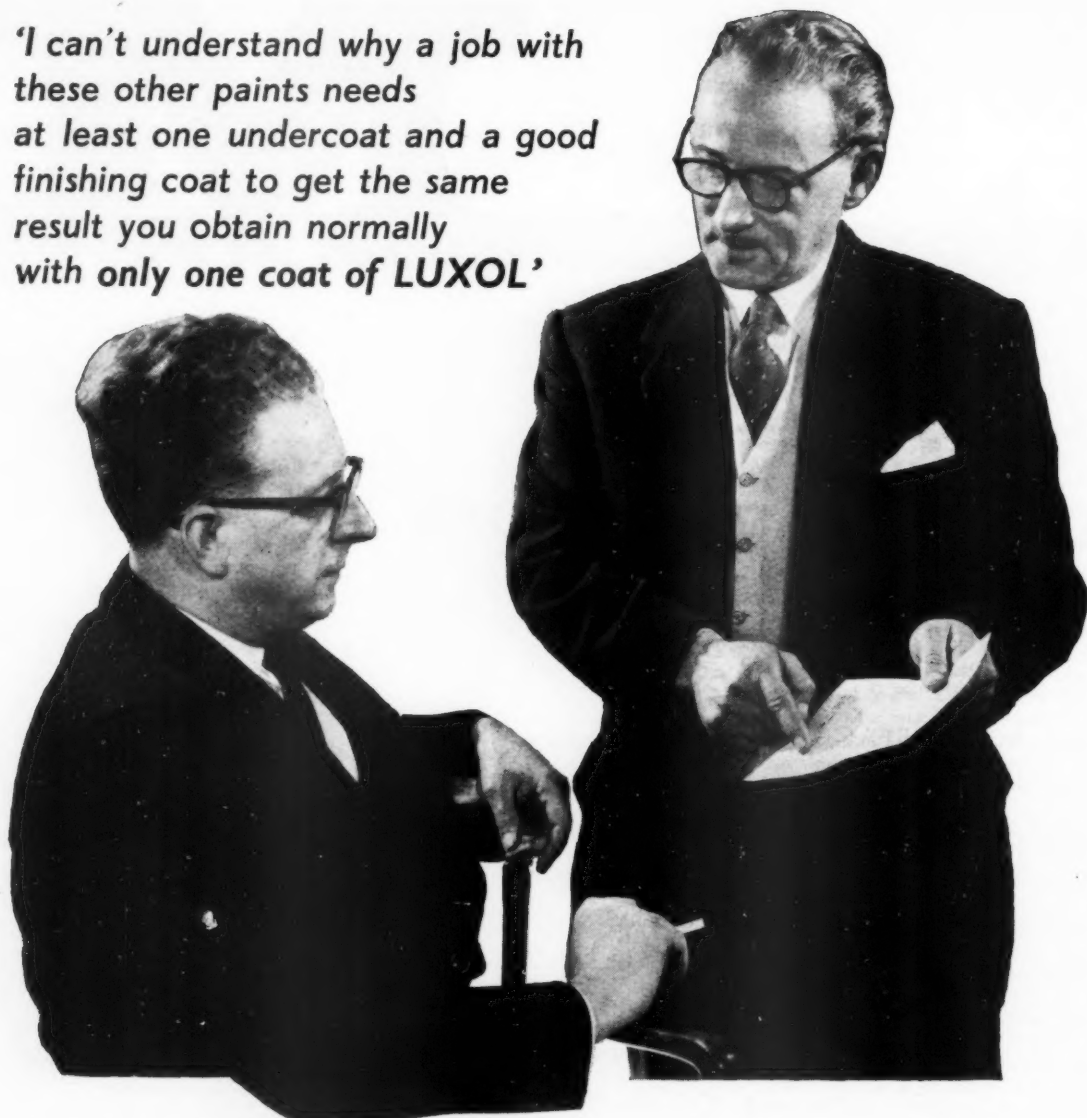 ‘I can’t understand why a job with
these other paints needs
at least one undercoat and a good
finishing coat to get the same
result you obtain normally
with only one coat of LUXOL’